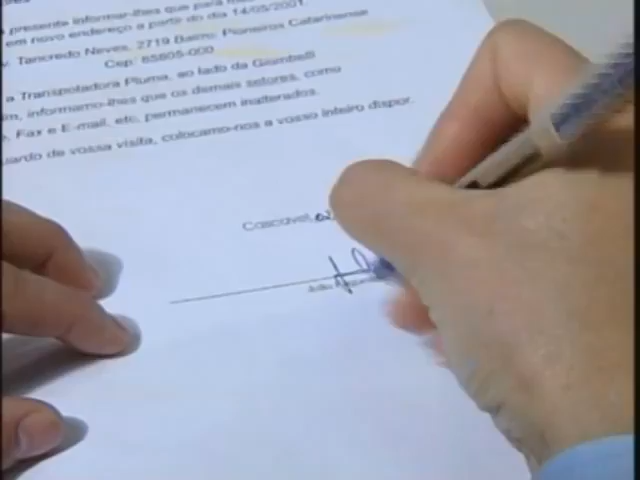 presente informar-lhes que para
em novo endereço a partir do dia 14/05/2001.
v. Tancredo Neves, 2719 Bairro: Pioneiros Catarinense
Cep: 85805-000
a Transpotadora Pluma, ao lado da Giombelli
im, informamo-lhes que os demais setores, como
Fax e E-mail, etc, permanecem inalterados.
uardo de vossa visita, colocamo-nos a vosso inteiro dispor.
Cascavel,
João